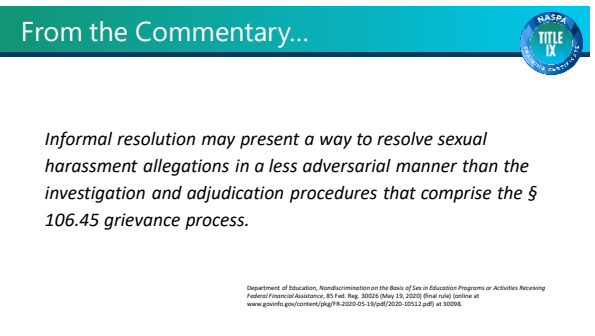 From the Commentary...
NASPA
TITLE
IX
TRAINING CERTIFICATE
Informal resolution may present a way to resolve sexual
harassment allegations in a less adversarial manner than the
investigation and adjudication procedures that comprise the §
106.45 grievance process.
Department of Education, Nondiscrimination on the Basis of Sex in Education Programs or Activities Receiving
Federal Financial Assistance, 85 Fed. Reg. 30026 (May 19, 2020) (final rule) (online at
www.govinfo.gov/content/pkg/FR-2020-05-19/pdf/2020-10512.pdf) at 30098.